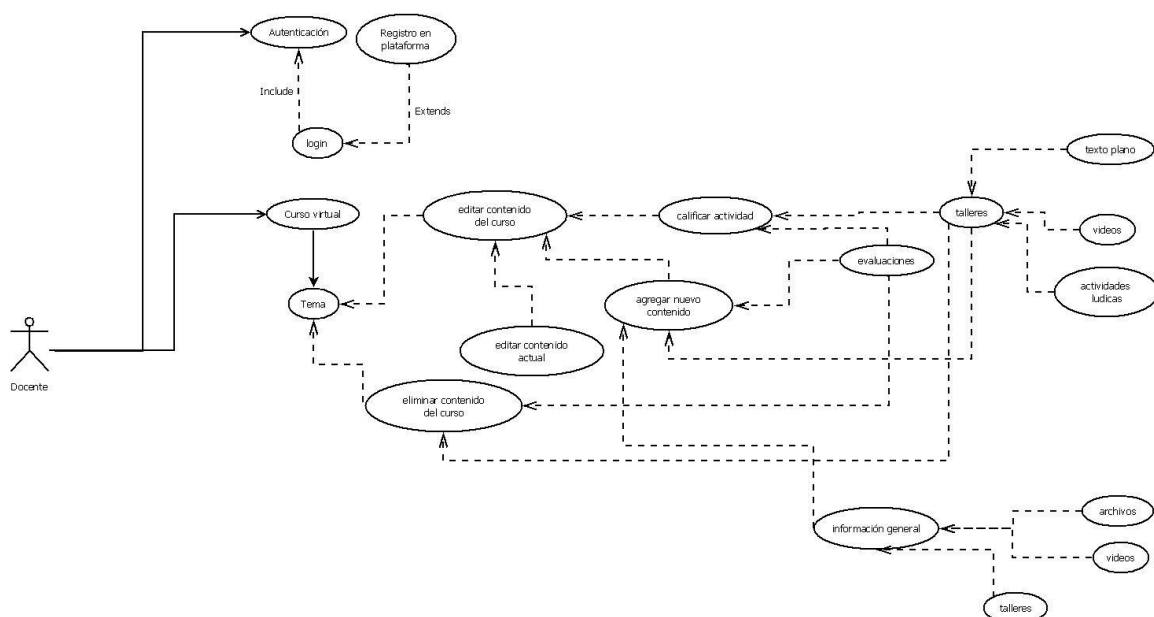 Autenticación
Registro en
plataforma
Include
Extends
login
texto plano
Curso virtual
editar contenido
del curso
calificar actividad
talleres
videos
evaluaciones
actividades
ludicas
Tema
agregar nuevo
contenido
editar contenido
actual
Docente
eliminar contenido
del curso
información general
archivos
videos
talleres